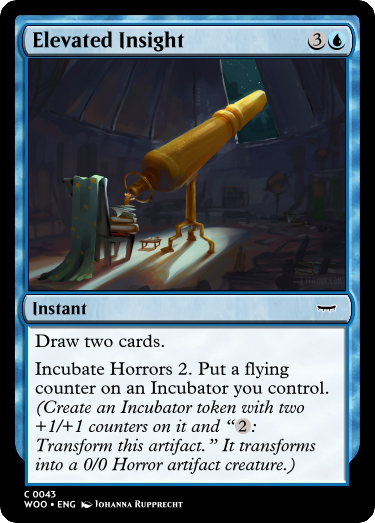 Elevated Insight 3
Instant
Draw two cards.
Incubate Horrors 2. Put a flying
counter on an Incubator you control.
(Create an Incubator token with two
+1/+1 counters on it and “2:
Transform this artifact.” It transforms
into a 0/0 Horror artifact creature.)
C 0043
WOO • ENG Johanna Rupprecht